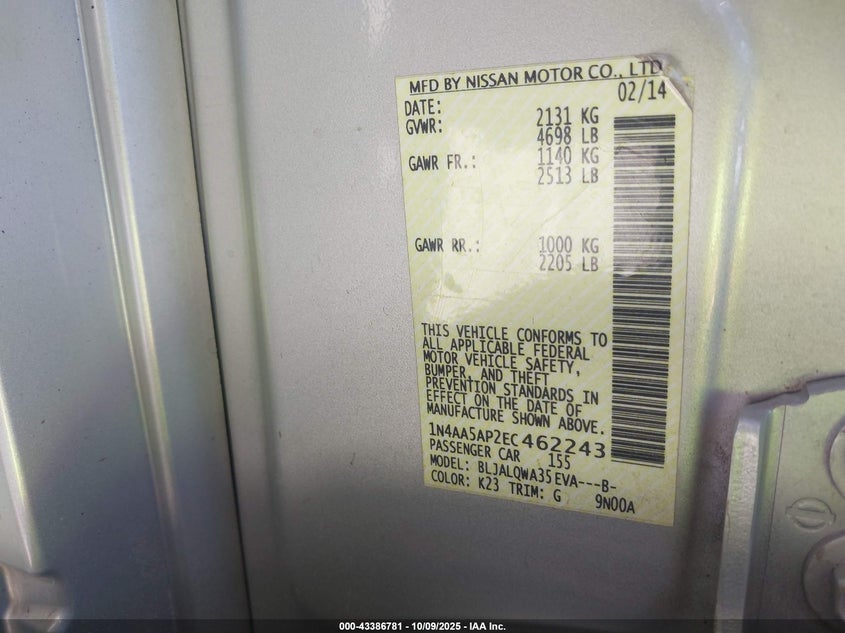 MFD BY NISSAN MOTOR CO., LTD
DATE: 02/14
GVWR: 2131 KG
4698 LB
GAWR FR.: 1140 KG
2513 LB
GAWR RR.: 1000 KG
2205 LB
THIS VEHICLE CONFORMS TO
ALL APPLICABLE FEDERAL
MOTOR VEHICLE SAFETY,
BUMPER, AND THEFT
PREVENTION STANDARDS IN
EFFECT ON THE DATE OF
MANUFACTURE SHOWN ABOVE.
1N4AA5AP2EC462243
PASSENGER CAR 155
MODEL: BLJALQWA35EVA---B-
COLOR: K23 TRIM: G 9N00A
000-43386781 - 10/09/2025 - IAA Inc.